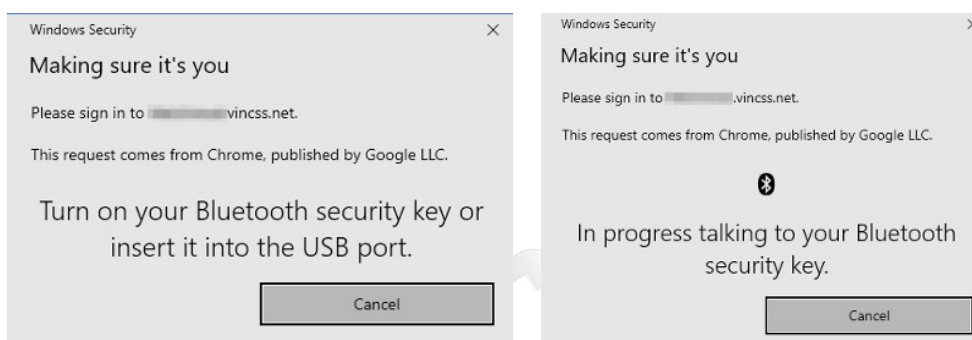 Windows Security
Making sure it's you
Please sign in to vincss.net.
This request comes from Chrome, published by Google LLC.
Turn on your Bluetooth security key or
insert it into the USB port.
Cancel
Windows Security
Making sure it's you
Please sign in to .vincss.net.
This request comes from Chrome, published by Google LLC.
In progress talking to your Bluetooth
security key.
Cancel